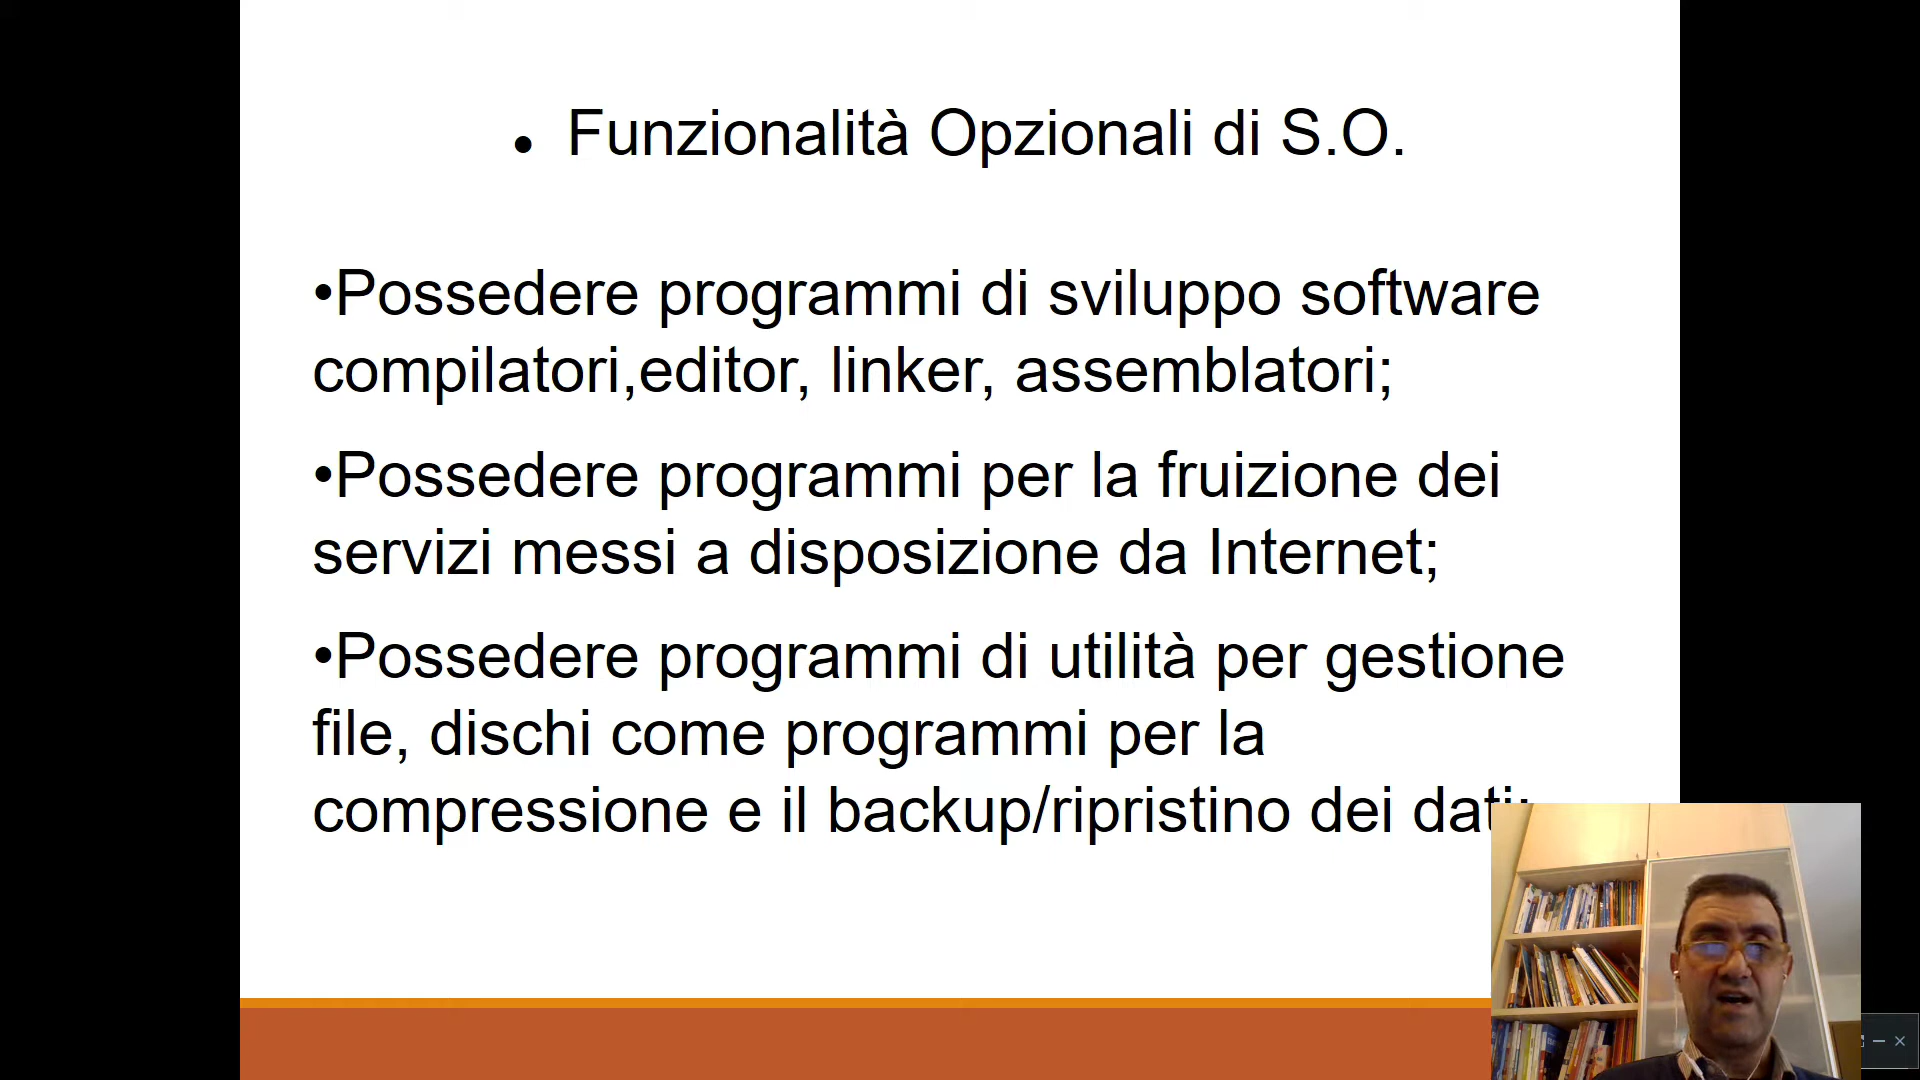 • Funzionalità Opzionali di S.O.
•Possedere programmi di sviluppo software
compilatori,editor, linker, assemblatori;
•Possedere programmi per la fruizione dei
servizi messi a disposizione da Internet;
•Possedere programmi di utilità per gestione
file, dischi come programmi per la
compressione e il backup/ripristino dei dati;